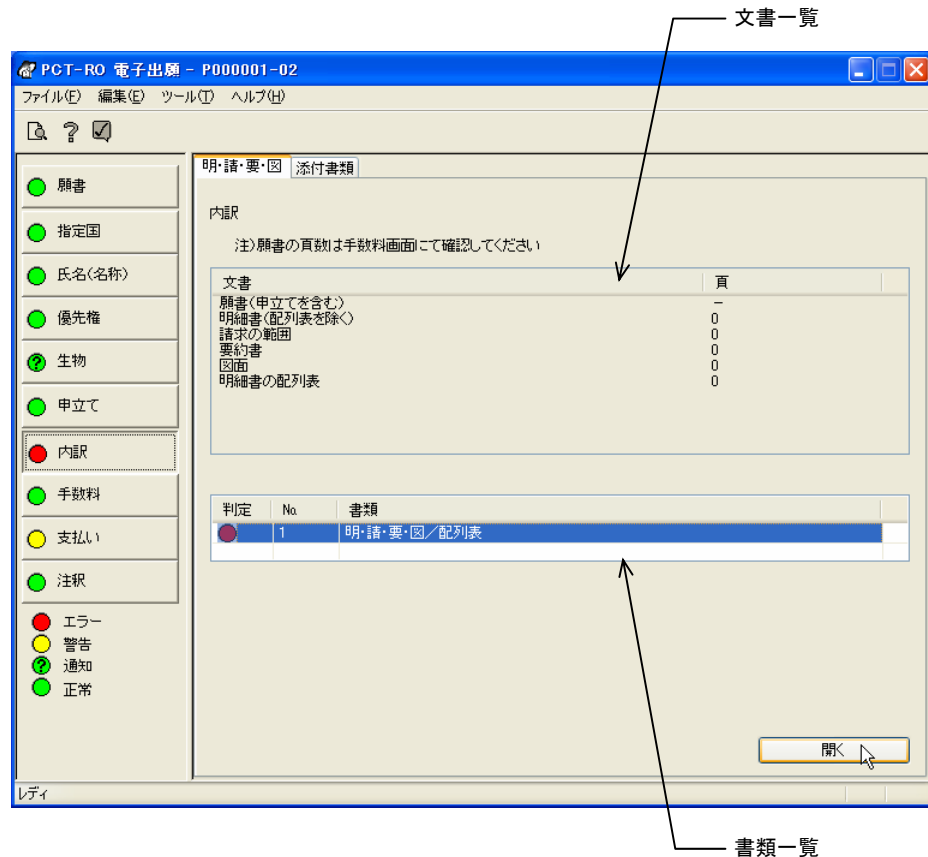 文書一覧
PCT-RO 電子出願 - P000001-02
ファイル(F) 編集(E) ツール(T) ヘルプ(H)
明・請・要・図 添付書類
願書
指定国
氏名(名称)
優先権
生物
申立て
内訳
手数料
支払い
注釈
エラー
警告
通知
正常
内訳
注)願書の頁数は手数料画面にて確認してください
文書 頁
願書(申立てを含む) -
明細書(配列表を除く) 0
請求の範囲 0
要約書 0
図面 0
明細書の配列表 0
判定 No. 書類
1 明・請・要・図/配列表
開く
レディ
書類一覧